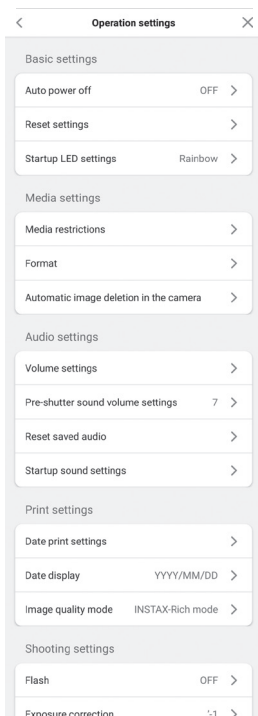 Operation settings
Basic settings
Auto power off OFF
Reset settings
Startup LED settings Rainbow
Media settings
Media restrictions
Format
Automatic image deletion in the camera
Audio settings
Volume settings
Pre-shutter sound volume settings 7
Reset saved audio
Startup sound settings
Print settings
Date print settings
Date display YYYY/MM/DD
Image quality mode INSTAX-Rich mode
Shooting settings
Flash OFF
Exposure correction -1